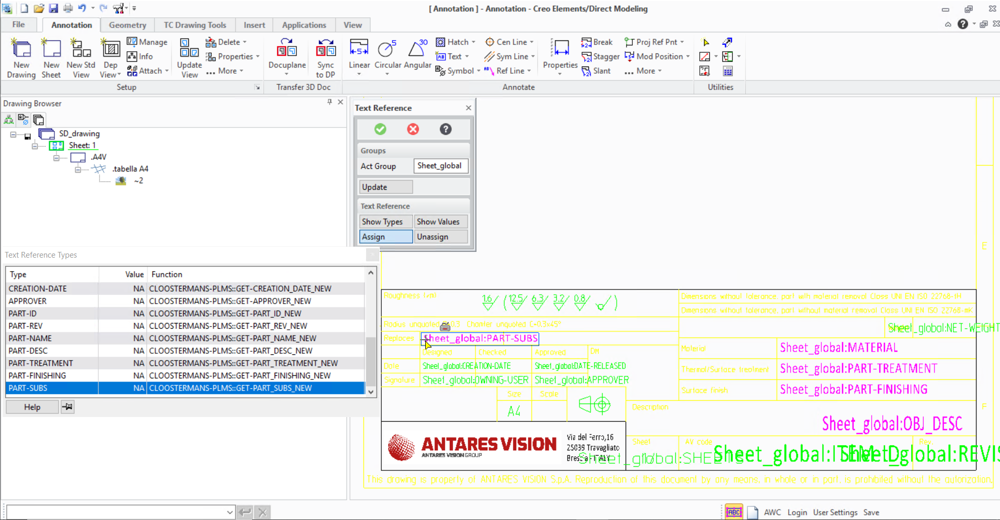 [ Annotation ] - Annotation - Creo Elements/Direct Modeling
File Annotation Geometry TC Drawing Tools Insert Applications View
New Drawing
New Sheet
New Std View
Dep View
Manage
Info
Attach
Update View
Delete
Properties
... More
Setup
Docuplane
Sync to DP
Transfer 3D Doc
Linear
Circular
Angular
Hatch
Text
Symbol
Cen Line
Sym Line
Ref Line
Properties
Break
Stagger
Slant
Proj Ref Pnt
Mod Position
... More
Annotate
Utilities
Drawing Browser
SD_drawing
Sheet: 1
.A4V
.tabella A4
~2
Text Reference
Groups
Act Group Sheet_global
Update
Text Reference
Show Types Show Values
Assign Unassign
Text Reference Types
Type Value Function
CREATION-DATE NA CLOOSTERMANS-PLMS::GET-CREATION_DATE_NEW
APPROVER NA CLOOSTERMANS-PLMS::GET-APPROVER_NEW
PART-ID NA CLOOSTERMANS-PLMS::GET-PART_ID_NEW
PART-REV NA CLOOSTERMANS-PLMS::GET-PART_REV_NEW
PART-NAME NA CLOOSTERMANS-PLMS::GET-PART_NAME_NEW
PART-DESC NA CLOOSTERMANS-PLMS::GET-PART_DESC_NEW
PART-TREATMENT NA CLOOSTERMANS-PLMS::GET-PART_TREATMENT_NEW
PART-FINISHING NA CLOOSTERMANS-PLMS::GET-PART_FINISHING_NEW
PART-SUBS NA CLOOSTERMANS-PLMS::GET-PART_SUBS_NEW
Help
E
F
Roughness
1.6 ( 12.5 6.3 3.2 0.8 )
Dimensions without tolerance, part with material removal Class UNI EN ISO 22768-1H
Dimensions without tolerance, part without material removal Class UNI EN ISO 22768-mK
Radius unquoted 0.3 Chamfer unquoted C=0.3x45°
Sheet_global:NET-WEIGHT
Replaces Sheet_global:PART-SUBS
Designed Checked Approved DM
Date Sheet_global:CREATION-DATE Sheet_global:DATE-RELEASED
Signature Sheet_global:OWNING-USER Sheet_global:APPROVER
Material Sheet_global:MATERIAL
Thermal/Surface treatment Sheet_global:PART-TREATMENT
Surface finish Sheet_global:PART-FINISHING
Size Scale
A4
Description
Sheet_global:OBJ_DESC
ANTARES VISION
ANTARES VISION GROUP
Via del Ferro,16
25039 Travagliato
Brescia - ITALY
Sheet AV code Rev.
This drawing is property of ANTARES VISION S.p.A. Reproduction of this document by any means, in whole or in part, is prohibited without the autorization.
ABC AWC Login User Settings Save